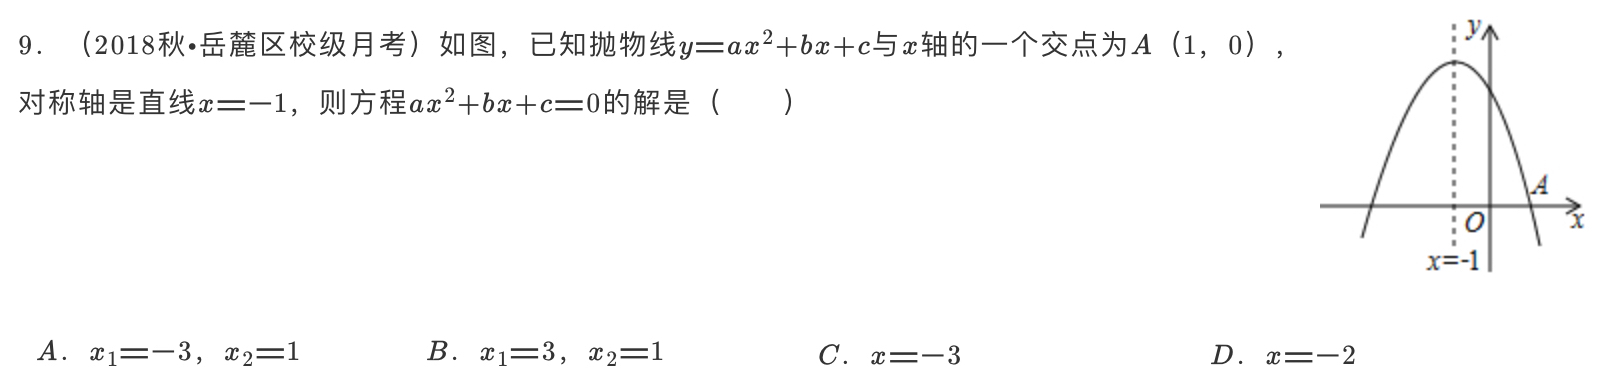 9. （2018秋•岳麓区校级月考）如图，已知抛物线y=ax²+bx+c与x轴的一个交点为A（1，0），
对称轴是直线x=−1，则方程ax²+bx+c=0的解是（　　）
y
A
O
x
x=-1
A. x₁=−3，x₂=1
B. x₁=3，x₂=1
C. x=−3
D. x=−2